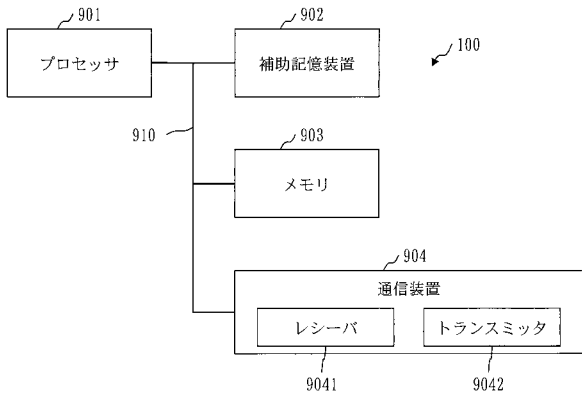 901
902
100
プロセッサ
補助記憶装置
910
903
メモリ
904
通信装置
レシーバ
トランスミッタ
9041
9042